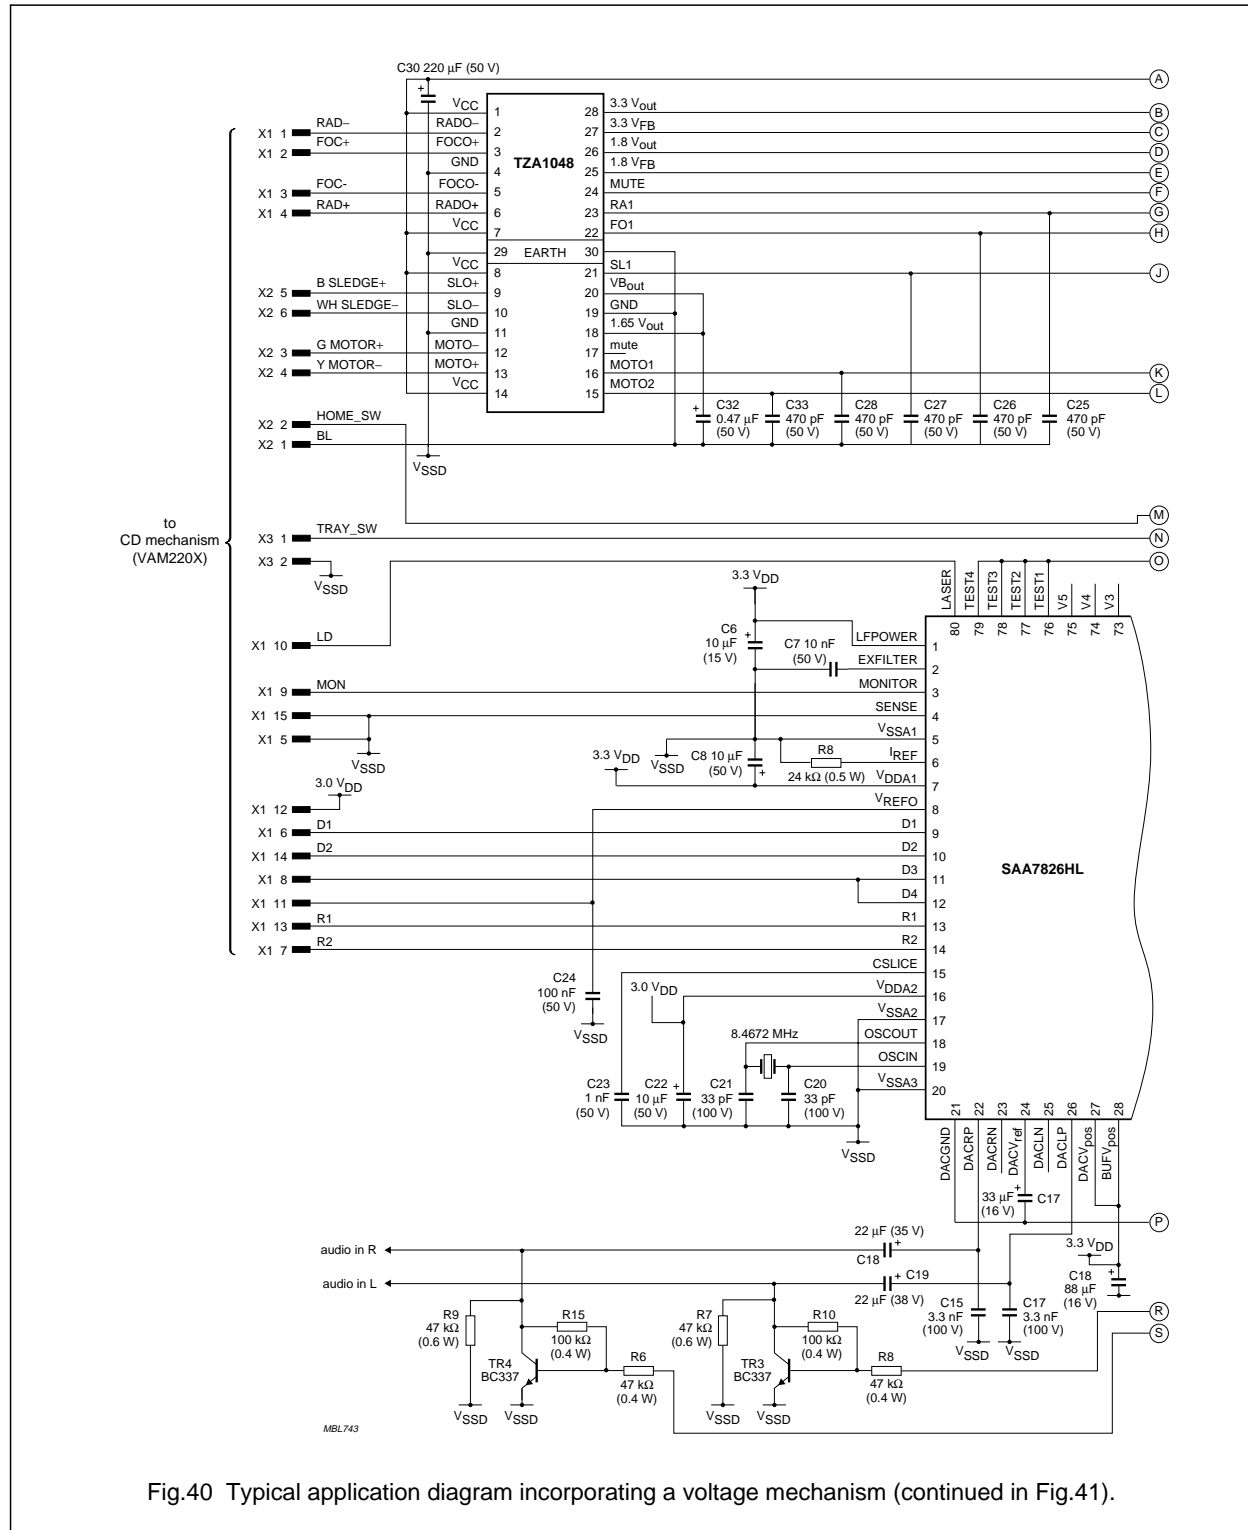 C30 220 µF (50 V)
+
A
VCC 1
28 3.3 Vout B
X1 1 RAD− RADO− 2
27 3.3 VFB C
X1 2 FOC+ FOCO+ 3
TZA1048
26 1.8 Vout D
GND 4
25 1.8 VFB E
X1 3 FOC- FOCO- 5
24 MUTE F
X1 4 RAD+ RADO+ 6
23 RA1 G
VCC 7
22 FO1 H
29 EARTH 30
VCC 8
21 SL1 J
X2 5 B SLEDGE+ SLO+ 9
20 VBout
X2 6 WH SLEDGE− SLO− 10
19 GND
GND 11
18 1.65 Vout
X2 3 G MOTOR+ MOTO− 12
17 mute
X2 4 Y MOTOR− MOTO+ 13
16 MOTO1 K
VCC 14
15 MOTO2 L
+ C32 0.47 µF (50 V)
C33 470 pF (50 V)
C28 470 pF (50 V)
C27 470 pF (50 V)
C26 470 pF (50 V)
C25 470 pF (50 V)
X2 2 HOME_SW
X2 1 BL
VSSD
M
to
CD mechanism
(VAM220X)
X3 1 TRAY_SW N
X3 2
VSSD
O
3.3 VDD
LASER 80
TEST4 79
TEST3 78
TEST2 77
TEST1 76
V5 75
V4 74
V3 73
C6 10 µF (15 V) +
X1 10 LD
LFPOWER 1
C7 10 nF (50 V)
EXFILTER 2
X1 9 MON MONITOR 3
X1 15 SENSE 4
X1 5
VSSD
VSSA1 5
VSSD
3.3 VDD
C8 10 µF (50 V) +
R8 24 kΩ (0.5 W)
IREF 6
VDDA1 7
3.0 VDD
X1 12
VREFO 8
X1 6 D1 D1 9
X1 14 D2 D2 10
SAA7826HL
X1 8 D3 11
X1 11 D4 12
X1 13 R1 R1 13
X1 7 R2 R2 14
CSLICE 15
C24 100 nF (50 V)
VSSD
3.0 VDD
VDDA2 16
VSSA2 17
8.4672 MHz
OSCOUT 18
OSCIN 19
VSSA3 20
C23 1 nF (50 V)
C22 10 µF (50 V) +
C21 33 pF (100 V)
C20 33 pF (100 V)
VSSD
21 DACGND
22 DACRP
23 DACRN
24 DACVref
25 DACLN
26 DACLP
27 DACVpos
28 BUFVpos
33 µF (16 V) + C17
P
audio in R
22 µF (35 V)
+
C18
3.3 VDD
audio in L
+ C19
22 µF (38 V)
C18 88 µF (16 V) +
R9 47 kΩ (0.6 W)
R15 100 kΩ (0.4 W)
R7 47 kΩ (0.6 W)
R10 100 kΩ (0.4 W)
C15 3.3 nF (100 V)
C17 3.3 nF (100 V)
R
S
VSSD
VSSD
TR4 BC337
R6 47 kΩ (0.4 W)
TR3 BC337
R8 47 kΩ (0.4 W)
VSSD
VSSD
VSSD
VSSD
MBL743
Fig.40 Typical application diagram incorporating a voltage mechanism (continued in Fig.41).